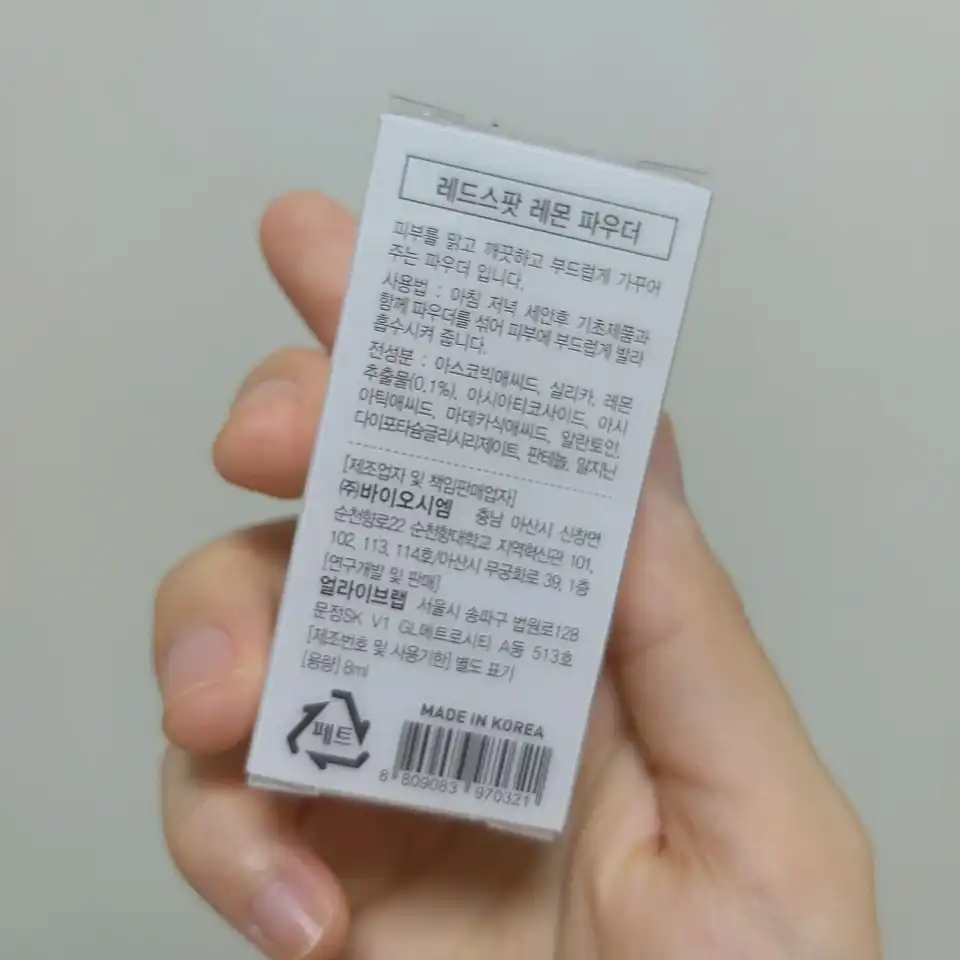 레드스팟 레몬 파우더
피부를 맑고 깨끗하고 부드럽게 가꾸어
주는 파우더 입니다.
사용법 : 아침 저녁 세안후 기초제품과
함께 파우더를 섞어 피부에 부드럽게 발라
흡수시켜 줍니다.
전성분 : 아스코빅애씨드, 실리카, 레몬
추출물(0.1%), 아시아티코사이드, 아시
아틱애씨드, 마데카식애씨드, 알란토인,
다이포타슘글리시리제이트, 판테놀, 알지닌
[제조업자 및 책임판매업자]
㈜바이오시엠 충남 아산시 신창면
순천향로22 순천향대학교 지역혁신관 101,
102, 113, 114호/아산시 무궁화로 39, 1층
[연구개발 및 판매]
얼라이브랩 서울시 송파구 법원로128
문정SK V1 GL메트로시티 A동 513호
[제조번호 및 사용기한] 별도 표기
[용량] 8ml
페트
MADE IN KOREA
8 809083 970321